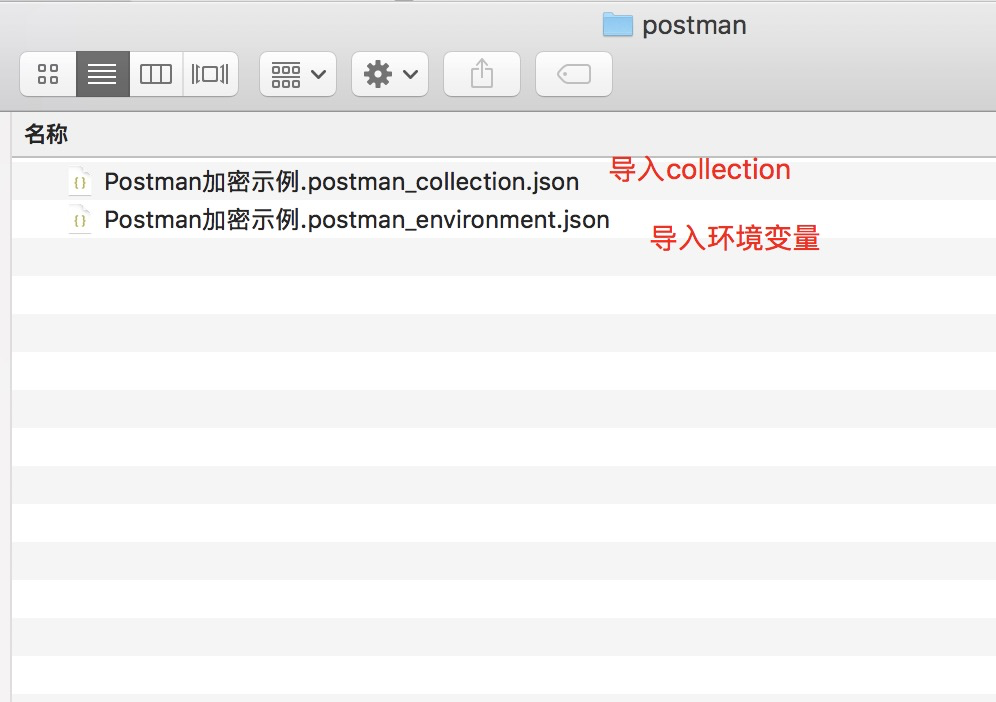 postman
名称
Postman加密示例.postman_collection.json
导入collection
Postman加密示例.postman_environment.json
导入环境变量